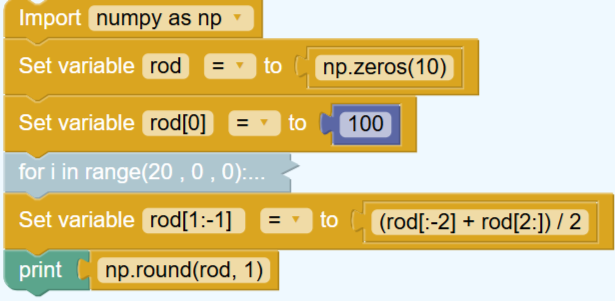 Import numpy as np
Set variable rod = to np.zeros(10)
Set variable rod[0] = to 100
for i in range(20 , 0 , 0):...
Set variable rod[1:-1] = to (rod[:-2] + rod[2:]) / 2
print np.round(rod, 1)